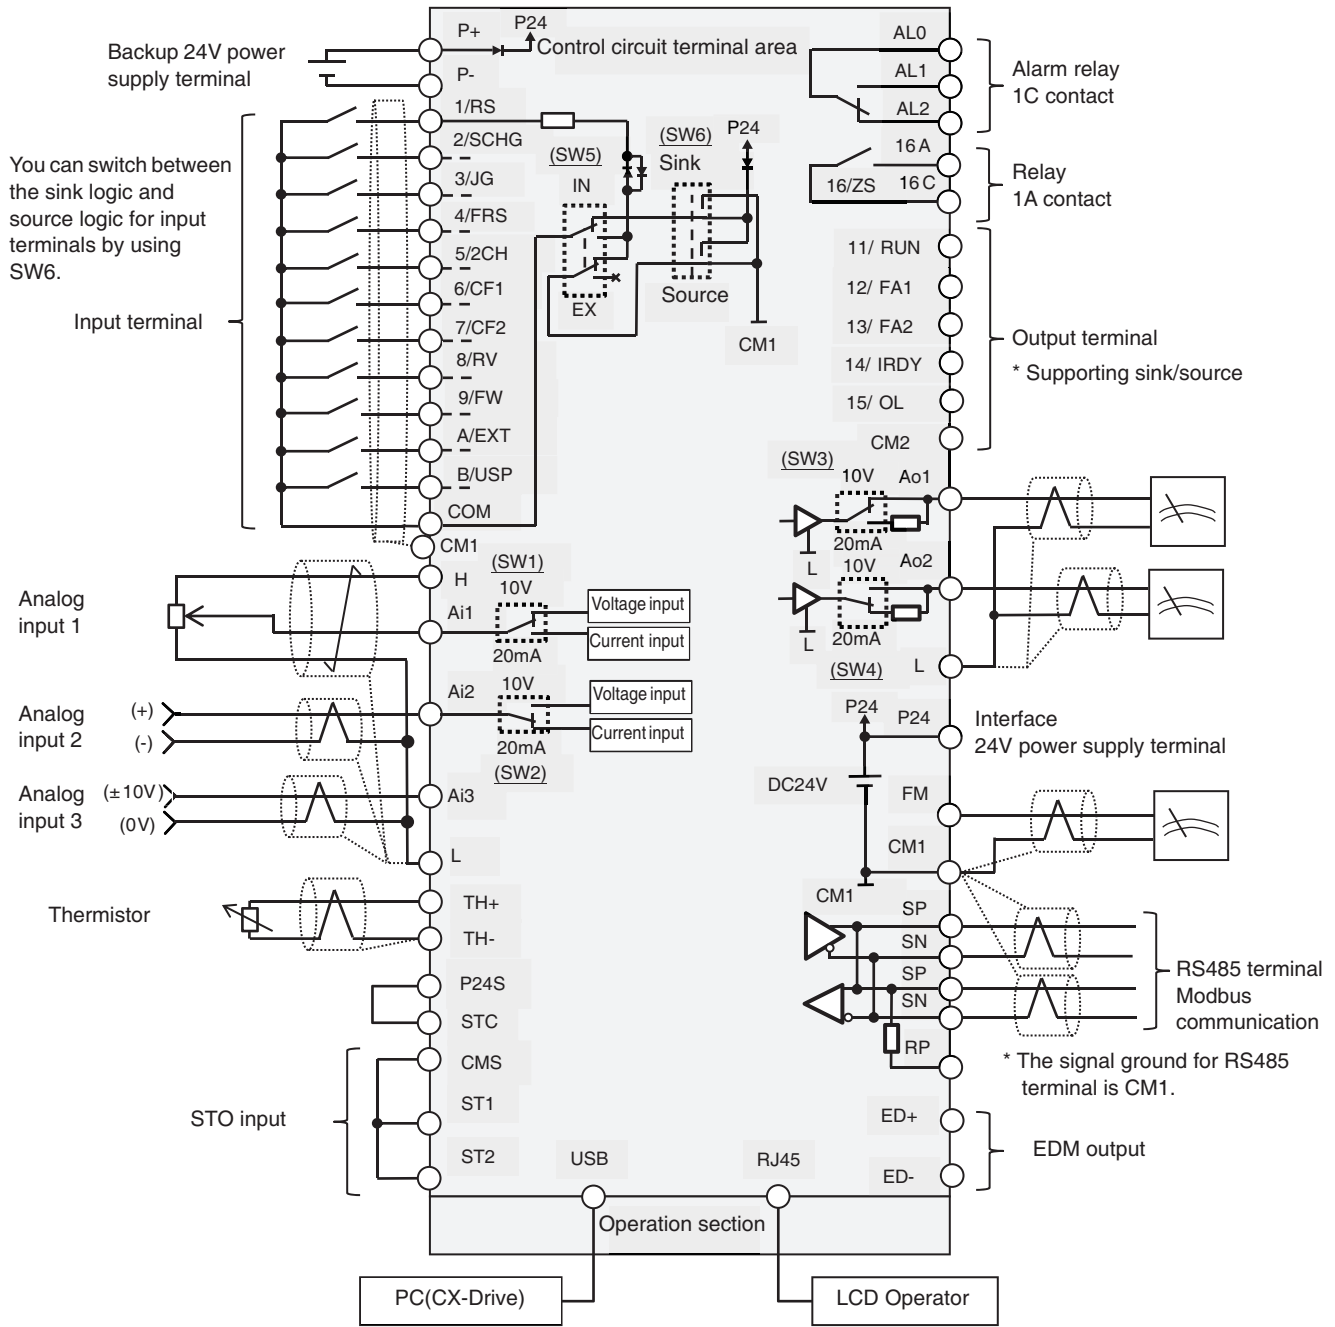 Backup 24V power
supply terminal
P+
P24
Control circuit terminal area
P-
You can switch between
the sink logic and
source logic for input
terminals by using
SW6.
Input terminal
1/RS
2/SCHG
3/JG
4/FRS
5/2CH
6/CF1
7/CF2
8/RV
9/FW
A/EXT
B/USP
COM
CM1
(SW5)
IN
EX
(SW6)
Sink
Source
P24
CM1
AL0
AL1
AL2
Alarm relay
1C contact
16A
16/ZS
16C
Relay
1A contact
11/ RUN
12/ FA1
13/ FA2
14/ IRDY
15/ OL
CM2
Output terminal
* Supporting sink/source
(SW3)
10V
Ao1
20mA
L
10V
Ao2
20mA
L
(SW4)
L
Analog
input 1
H
Ai1
(SW1)
10V
20mA
Voltage input
Current input
Analog
input 2
(+)
(-)
Ai2
10V
20mA
(SW2)
Voltage input
Current input
Analog
input 3
(±10V)
(0V)
Ai3
L
P24
P24
Interface
24V power supply terminal
DC24V
FM
CM1
CM1
Thermistor
TH+
TH-
P24S
STC
STO input
CMS
ST1
ST2
SP
SN
SP
SN
RP
RS485 terminal
Modbus
communication
* The signal ground for RS485
terminal is CM1.
ED+
ED-
EDM output
USB
RJ45
Operation section
PC(CX-Drive)
LCD Operator